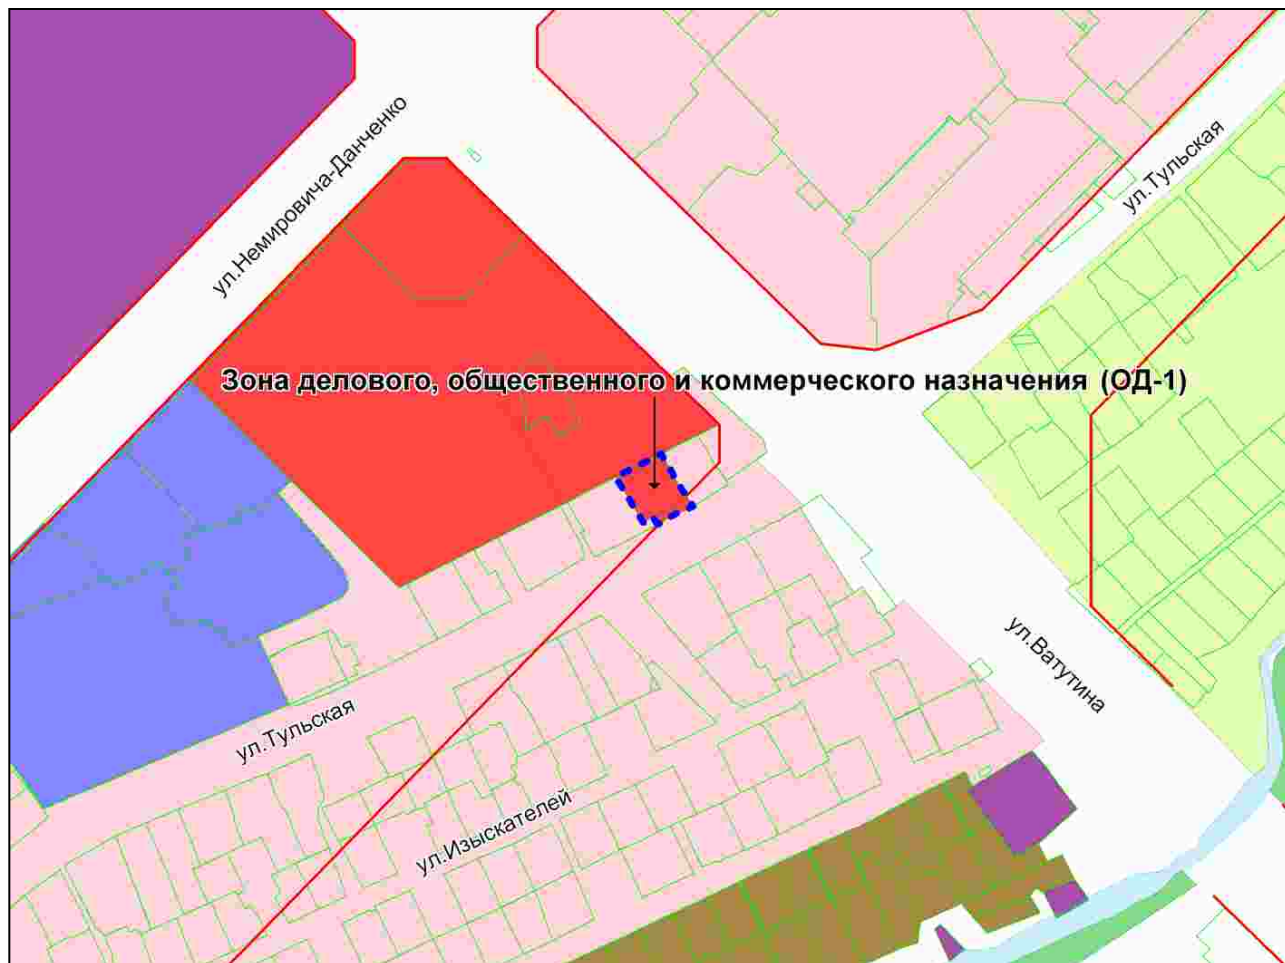 ул.Немировича-Данченко
ул.Тульская
Зона делового, общественного и коммерческого назначения (ОД-1)
ул.Ватутина
ул.Тульская
ул.Изыскателей